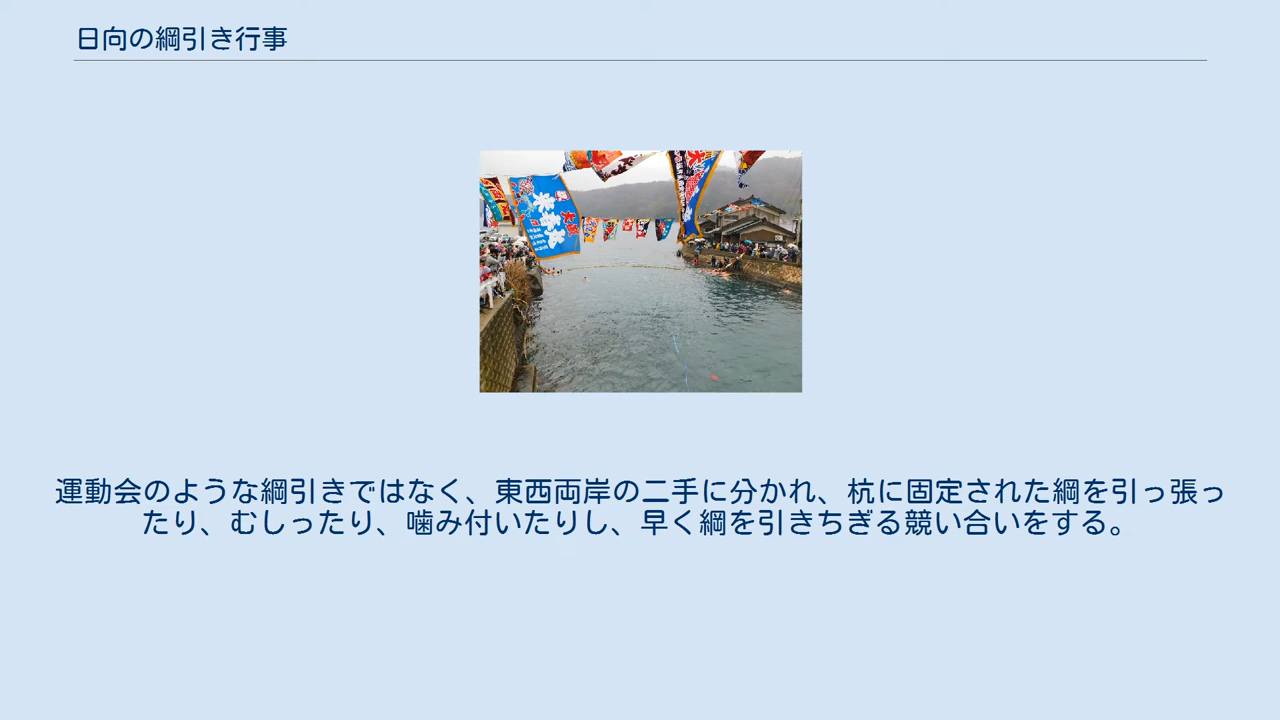 日向の綱引き行事
運動会のような綱引きではなく、東西両岸の二手に分かれ、杭に固定された綱を引っ張っ
たり、むしったり、噛み付いたりし、早く綱を引きちぎる競い合いをする。